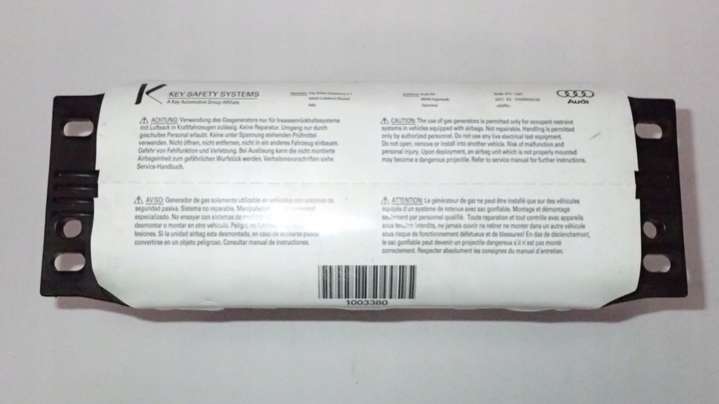 KEY SAFETY SYSTEMS
A Key Automotive Group Affiliate
Audi
ACHTUNG: Verwendung des Gasgenerators nur für Insassenrückhaltesysteme
mit Luftsack in Kraftfahrzeugen zulässig. Keine Reparatur. Umgang nur durch
geschultes Personal erlaubt. Keine unter Spannung stehenden Prüfmittel
verwenden. Nicht öffnen, nicht entfernen, nicht in ein anderes Fahrzeug einbauen.
Gefahr von Fehlfunktion und Verletzung. Bei Auslösung kann die nicht montierte
Airbageinheit zum gefährlichen Wurfstück werden. Verhaltensvorschriften siehe
Service-Handbuch.
CAUTION: The use of gas generators is permitted only for occupant restraint
systems in vehicles equipped with airbags. Not repairable. Handling is permitted
only by authorized personnel. Do not use any live electrical test equipment.
Do not open, remove or install into another vehicle. Risk of malfunction and
personal injury. Upon deployment, an airbag unit which is not properly mounted
may become a dangerous projectile. Refer to service manual for further instructions.
AVISO: Generador de gas solamente utilizable en vehículos con sistemas de
seguridad pasiva. Sistema no reparable.
especializado. No usar con sistemas de
desmontar o montar en otro vehículo.
lesiones. Si la unidad airbag esta desmontada, en caso de
convertirse en un objeto peligroso. Consultar manual de instrucciones.
ATTENTION: Le générateur de gaz ne peut être installé que sur des véhicules
équipés d'un système de retenue avec sac gonflable. Montage et démontage
seulement par personnel qualifié. Toute reparation et tout contrôle avec appareils
sous tension interdits, ne jamais ouvrir ne retirer ne montar dans un autre véhicule
sous risque de fonctionnement défetueux et de blessures! En das de déclanchement,
le sac gonflable peut devenir un projectile dangereux s'il n'est pas monté
correctement. Respecter absolument les consignes du manual d'entretien.
1003380